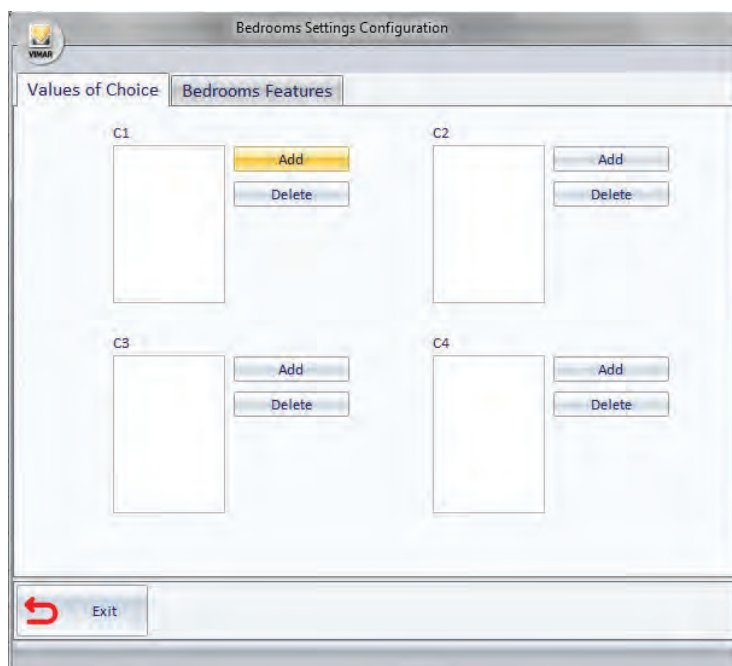 Bedrooms Settings Configuration
VIMAR
Values of Choice Bedrooms Features
C1 C2
Add Add
Delete Delete
C3 C4
Add Add
Delete Delete
Exit